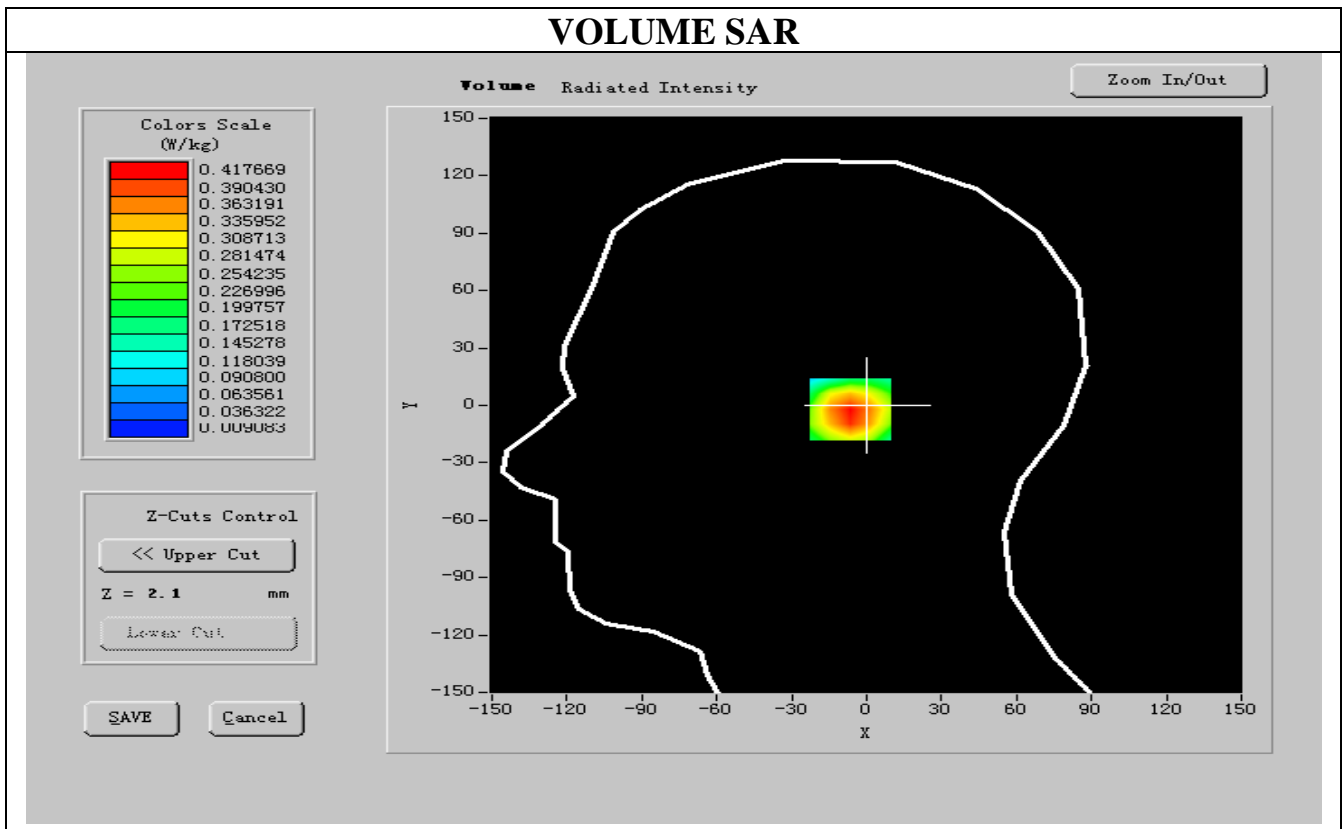 VOLUME SAR
Volume Radiated Intensity
Zoom In/Out
Colors Scale
(W/kg)
0.417669
0.390430
0.363191
0.335952
0.308713
0.281474
0.254235
0.226996
0.199757
0.172518
0.145278
0.118039
0.090800
0.063561
0.036322
0.009083
Z-Cuts Control
<< Upper Cut
Z = 2.1 mm
Lower Cut
SAVE Cancel
150
120
90
60
30
Y 0
-30
-60
-90
-120
-150
-150 -120 -90 -60 -30 0 30 60 90 120 150
X